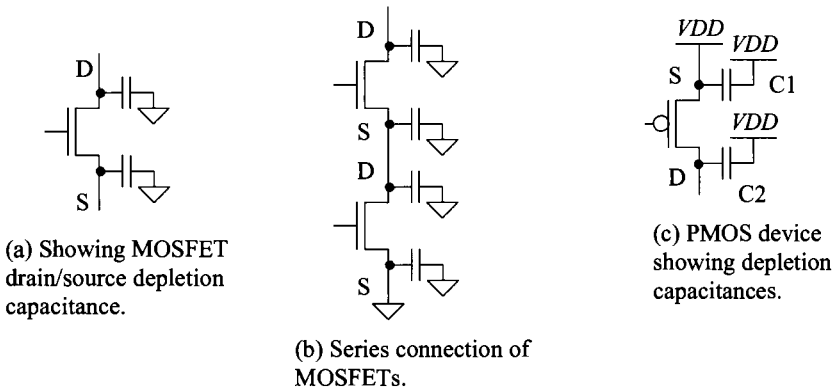 D
S
(a) Showing MOSFET
drain/source depletion
capacitance.
D
S
D
S
(b) Series connection of
MOSFETs.
VDD
VDD
S
C1
VDD
D
C2
(c) PMOS device
showing depletion
capacitances.